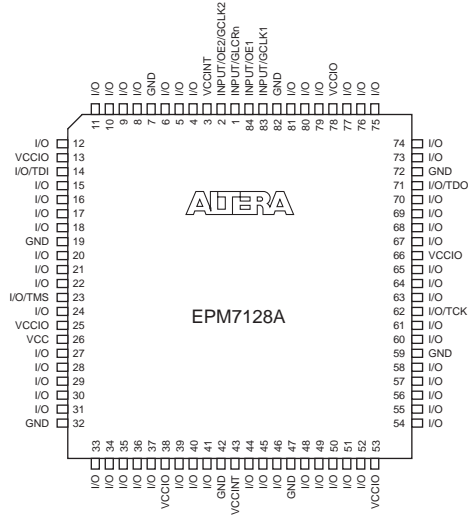 I/O
I/O
I/O
I/O
GND
I/O
I/O
I/O
VCCINT
INPUT/OE2/GCLK2
INPUT/GLCRn
INPUT/OE1
INPUT/GCLK1
GND
I/O
I/O
I/O
VCCIO
I/O
I/O
I/O
11 10 9 8 7 6 5 4 3 2 1 84 83 82 81 80 79 78 77 76 75
I/O 12
VCCIO 13
I/O/TDI 14
I/O 15
I/O 16
I/O 17
I/O 18
GND 19
I/O 20
I/O 21
I/O 22
I/O/TMS 23
I/O 24
VCCIO 25
VCC 26
I/O 27
I/O 28
I/O 29
I/O 30
I/O 31
GND 32
ALTERA
EPM7128A
74 I/O
73 I/O
72 GND
71 I/O/TDO
70 I/O
69 I/O
68 I/O
67 I/O
66 VCCIO
65 I/O
64 I/O
63 I/O
62 I/O/TCK
61 I/O
60 I/O
59 GND
58 I/O
57 I/O
56 I/O
55 I/O
54 I/O
33 34 35 36 37 38 39 40 41 42 43 44 45 46 47 48 49 50 51 52 53
I/O
I/O
I/O
I/O
I/O
VCCIO
I/O
I/O
I/O
GND
VCCINT
I/O
I/O
I/O
GND
I/O
I/O
I/O
I/O
I/O
VCCIO